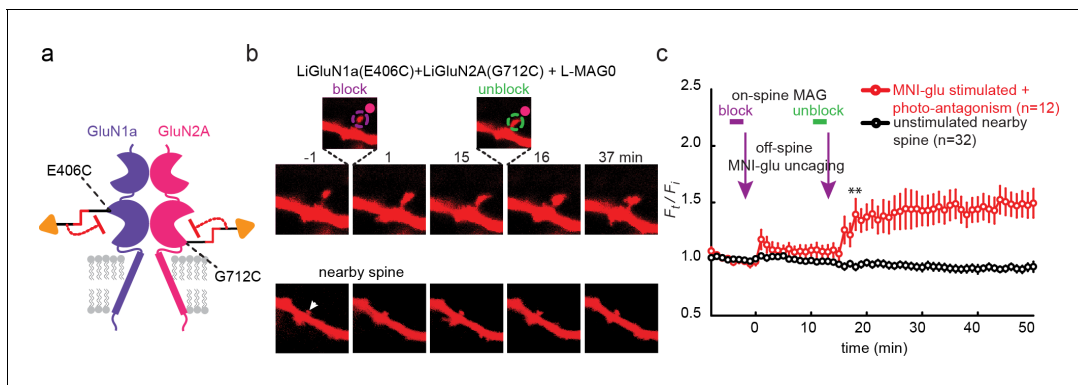 a
GluN1a
GluN2A
E406C
G712C
b
LiGluN1a(E406C)+LiGluN2A(G712C) + L-MAG0
block
unblock
-1
1
15
16
37 min
nearby spine
c
on-spine MAG
block
unblock
off-spine
MNI-glu uncaging
MNI-glu stimulated +
photo-antagonism (n=12)
unstimulated nearby
spine (n=32)
**
Ft / Fi
2.5
2.0
1.5
1.0
0.5
0
10
20
30
40
50
time (min)